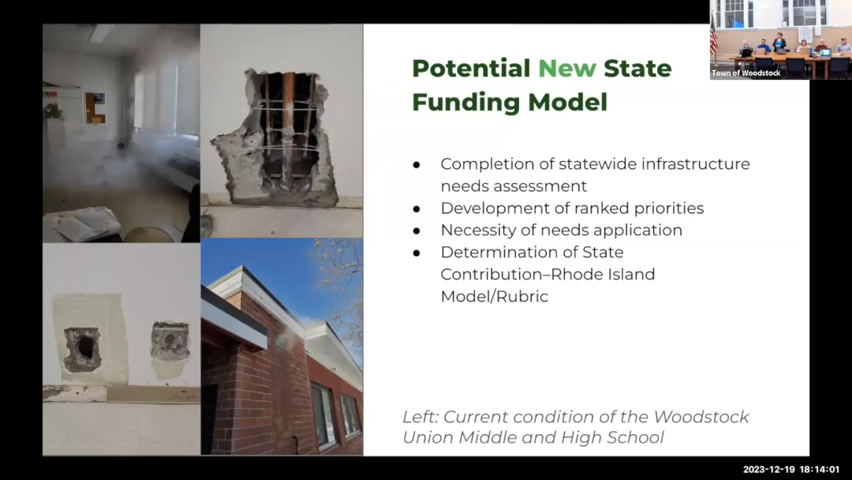 Potential New State
Funding Model
● Completion of statewide infrastructure
needs assessment
● Development of ranked priorities
● Necessity of needs application
● Determination of State
Contribution–Rhode Island
Model/Rubric
Left: Current condition of the Woodstock
Union Middle and High School
Town of Woodstock
2023-12-19 18:14:01